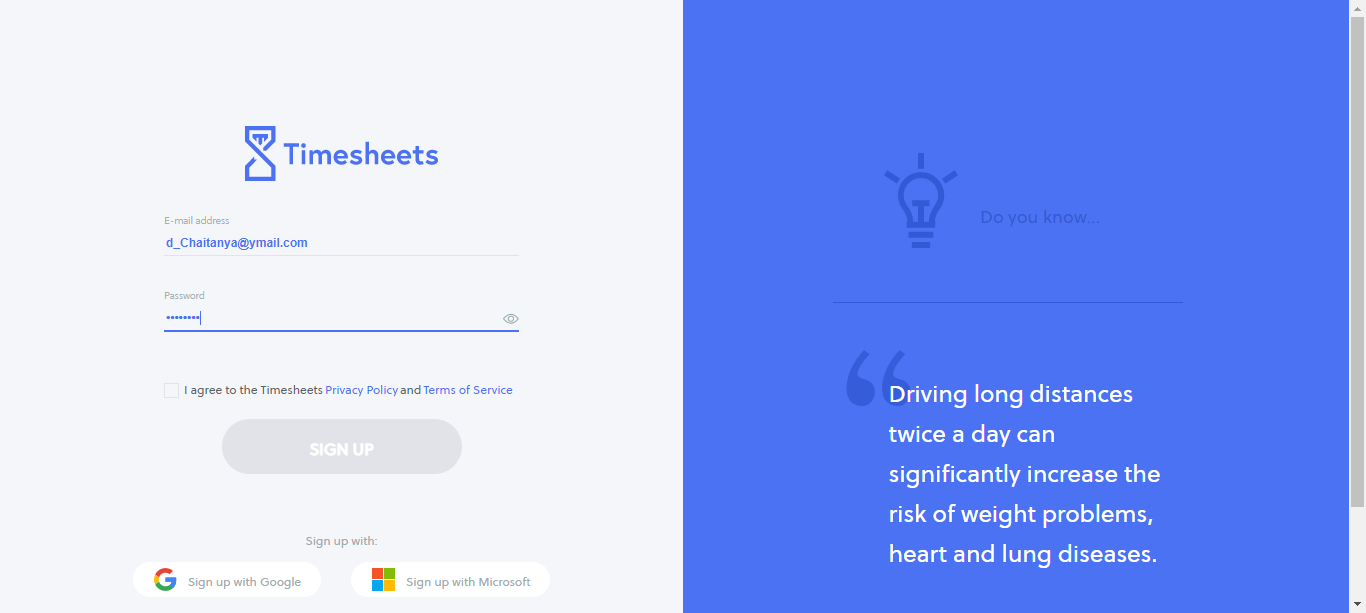 Timesheets
E-mail address
d_Chaitanya@ymail.com
Password
••••••••
I agree to the Timesheets Privacy Policy and Terms of Service
SIGN UP
Sign up with:
Sign up with Google
Sign up with Microsoft
Do you know...
“
Driving long distances
twice a day can
significantly increase the
risk of weight problems,
heart and lung diseases.